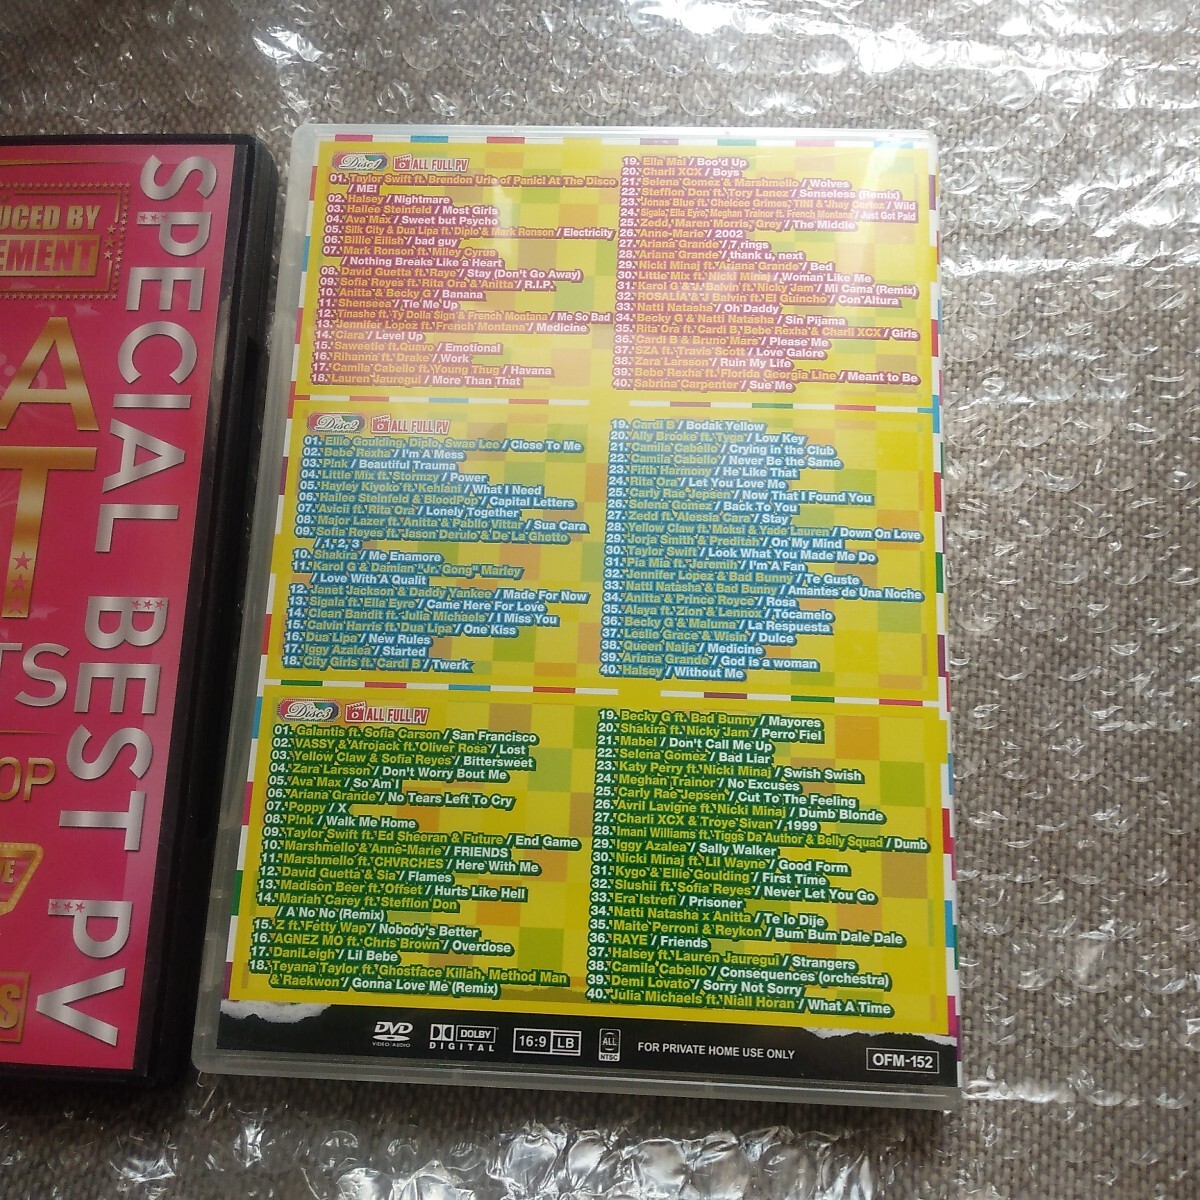 SPECIAL BEST PV
UCED BY
EMENT
AT
TS
OP
TE
S
Disc1 ALL FULL PV
01. Taylor Swift ft. Brendon Urie of Panic! At The Disco
/ ME!
02. Halsey / Nightmare
03. Hailee Steinfeld / Most Girls
04. Ava Max / Sweet but Psycho
05. Silk City & Dua Lipa ft. Diplo & Mark Ronson / Electricity
06. Billie Eilish / bad guy
07. Mark Ronson ft. Miley Cyrus
/ Nothing Breaks Like a Heart
08. David Guetta ft. Raye / Stay (Don't Go Away)
09. Sofia Reyes ft. Rita Ora & Anitta / R.I.P.
10. Anitta & Becky G / Banana
11. Shenseea / Tie Me Up
12. Tinashe ft. Ty Dolla $ign & French Montana / Me So Bad
13. Jennifer Lopez ft. French Montana / Medicine
14. Ciara / Level Up
15. Saweetie ft. Quavo / Emotional
16. Rihanna ft. Drake / Work
17. Camila Cabello ft. Young Thug / Havana
18. Lauren Jauregui / More Than That
19. Ella Mai / Boo'd Up
20. Charli XCX / Boys
21. Selena Gomez & Marshmello / Wolves
22. Stefflon Don ft. Tory Lanez / Senseless (Remix)
23. Jonas Blue ft. Chelcee Grimes, TINI & Jhay Cortez / Wild
24. Sigala, Ella Eyre, Meghan Trainor ft. French Montana / Just Got Paid
25. Zedd, Maren Morris, Grey / The Middle
26. Anne-Marie / 2002
27. Ariana Grande / 7 rings
28. Ariana Grande / thank u, next
29. Nicki Minaj ft. Ariana Grande / Bed
30. Little Mix ft. Nicki Minaj / Woman Like Me
31. Karol G & J. Balvin ft. Nicky Jam / Mi Cama (Remix)
32. ROSALÍA & J Balvin ft. El Guincho / Con Altura
33. Natti Natasha / Oh Daddy
34. Becky G & Natti Natasha / Sin Pijama
35. Rita Ora ft. Cardi B, Bebe Rexha & Charli XCX / Girls
36. Cardi B & Bruno Mars / Please Me
37. SZA ft. Travis Scott / Love Galore
38. Zara Larsson / Ruin My Life
39. Bebe Rexha ft. Florida Georgia Line / Meant to Be
40. Sabrina Carpenter / Sue Me
Disc2 ALL FULL PV
01. Ellie Goulding, Diplo, Swae Lee / Close To Me
02. Bebe Rexha / I'm A Mess
03. P!nk / Beautiful Trauma
04. Little Mix ft. Stormzy / Power
05. Hayley Kiyoko ft. Kehlani / What I Need
06. Hailee Steinfeld & BloodPop / Capital Letters
07. Avicii ft. Rita Ora / Lonely Together
08. Major Lazer ft. Anitta & Pabllo Vittar / Sua Cara
09. Sofia Reyes ft. Jason Derulo & De La Ghetto
/ 1, 2, 3
10. Shakira / Me Enamore
11. Karol G & Damian "Jr. Gong" Marley
/ Love With A Qualit
12. Janet Jackson & Daddy Yankee / Made For Now
13. Sigala ft. Ella Eyre / Came Here For Love
14. Clean Bandit ft. Julia Michaels / I Miss You
15. Calvin Harris ft. Dua Lipa / One Kiss
16. Dua Lipa / New Rules
17. Iggy Azalea / Started
18. City Girls ft. Cardi B / Twerk
19. Cardi B / Bodak Yellow
20. Ally Brooke ft. Tyga / Low Key
21. Camila Cabello / Crying in the Club
22. Camila Cabello / Never Be the Same
23. Fifth Harmony / He Like That
24. Rita Ora / Let You Love Me
25. Carly Rae Jepsen / Now That I Found You
26. Selena Gomez / Back To You
27. Zedd ft. Alessia Cara / Stay
28. Yellow Claw ft. Moksi & Yade Lauren / Down On Love
29. Jorja Smith & Preditah / On My Mind
30. Taylor Swift / Look What You Made Me Do
31. Pia Mia ft. Jeremih / I'm A Fan
32. Jennifer Lopez & Bad Bunny / Te Guste
33. Natti Natasha & Bad Bunny / Amantes de Una Noche
34. Anitta & Prince Royce / Rosa
35. Alaya ft. Zion & Lennox / Tócamelo
36. Becky G & Maluma / La Respuesta
37. Leslie Grace & Wisin / Dulce
38. Queen Naija / Medicine
39. Ariana Grande / God is a woman
40. Halsey / Without Me
Disc3 ALL FULL PV
01. Galantis ft. Sofia Carson / San Francisco
02. VASSY & Afrojack ft. Oliver Rosa / Lost
03. Yellow Claw & Sofia Reyes / Bittersweet
04. Zara Larsson / Don't Worry Bout Me
05. Ava Max / So Am I
06. Ariana Grande / No Tears Left To Cry
07. Poppy / X
08. P!nk / Walk Me Home
09. Taylor Swift ft. Ed Sheeran & Future / End Game
10. Marshmello & Anne-Marie / FRIENDS
11. Marshmello ft. CHVRCHES / Here With Me
12. David Guetta & Sia / Flames
13. Madison Beer ft. Offset / Hurts Like Hell
14. Mariah Carey ft. Stefflon Don
/ A No No (Remix)
15. Z ft. Fetty Wap / Nobody's Better
16. AGNEZ MO ft. Chris Brown / Overdose
17. DaniLeigh / Lil Bebe
18. Teyana Taylor ft. Ghostface Killah, Method Man
& Raekwon / Gonna Love Me (Remix)
19. Becky G ft. Bad Bunny / Mayores
20. Shakira ft. Nicky Jam / Perro Fiel
21. Mabel / Don't Call Me Up
22. Selena Gomez / Bad Liar
23. Katy Perry ft. Nicki Minaj / Swish Swish
24. Meghan Trainor / No Excuses
25. Carly Rae Jepsen / Cut To The Feeling
26. Avril Lavigne ft. Nicki Minaj / Dumb Blonde
27. Charli XCX & Troye Sivan / 1999
28. Imani Williams ft. Tiggs Da Author & Belly Squad / Dumb
29. Iggy Azalea / Sally Walker
30. Nicki Minaj ft. Lil Wayne / Good Form
31. Kygo & Ellie Goulding / First Time
32. Slushii ft. Sofia Reyes / Never Let You Go
33. Era Istrefi / Prisoner
34. Natti Natasha x Anitta / Te lo Dije
35. Maite Perroni & Reykon / Bum Bum Dale Dale
36. RAYE / Friends
37. Halsey ft. Lauren Jauregui / Strangers
38. Camila Cabello / Consequences (orchestra)
39. Demi Lovato / Sorry Not Sorry
40. Julia Michaels ft. Niall Horan / What A Time
DVD VIDEO/AUDIO
DOLBY DIGITAL
16:9 LB
ALL NTSC
FOR PRIVATE HOME USE ONLY
OFM-152